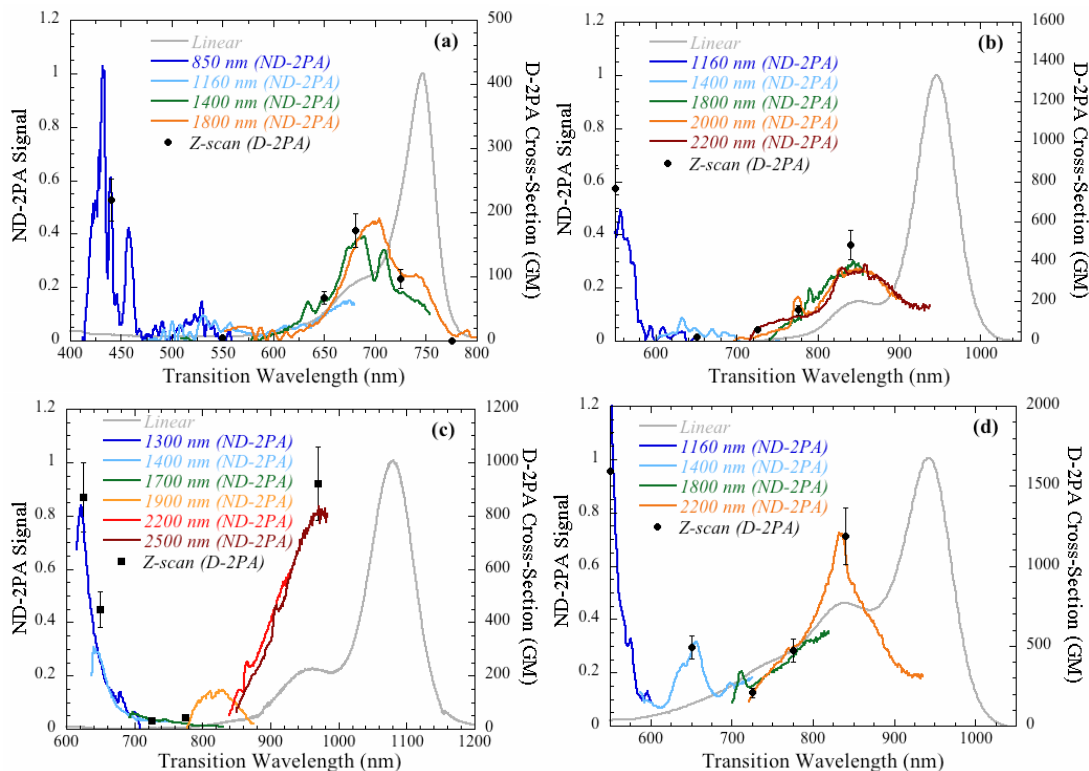 (a)
Linear
850 nm (ND-2PA)
1160 nm (ND-2PA)
1400 nm (ND-2PA)
1800 nm (ND-2PA)
Z-scan (D-2PA)
ND-2PA Signal
0
0.2
0.4
0.6
0.8
1
1.2
D-2PA Cross-Section (GM)
0
100
200
300
400
500
400 450 500 550 600 650 700 750 800
Transition Wavelength (nm)
(b)
Linear
1160 nm (ND-2PA)
1400 nm (ND-2PA)
1800 nm (ND-2PA)
2000 nm (ND-2PA)
2200 nm (ND-2PA)
Z-scan (D-2PA)
ND-2PA Signal
0
0.2
0.4
0.6
0.8
1
1.2
D-2PA Cross-Section (GM)
0
200
400
600
800
1000
1200
1400
1600
600 700 800 900 1000
Transition Wavelength (nm)
(c)
Linear
1300 nm (ND-2PA)
1400 nm (ND-2PA)
1700 nm (ND-2PA)
1900 nm (ND-2PA)
2200 nm (ND-2PA)
2500 nm (ND-2PA)
Z-scan (D-2PA)
ND-2PA Signal
0
0.2
0.4
0.6
0.8
1
1.2
D-2PA Cross-Section (GM)
0
200
400
600
800
1000
1200
600 700 800 900 1000 1100 1200
Transition Wavelength (nm)
(d)
Linear
1160 nm (ND-2PA)
1400 nm (ND-2PA)
1800 nm (ND-2PA)
2200 nm (ND-2PA)
Z-scan (D-2PA)
ND-2PA Signal
0
0.2
0.4
0.6
0.8
1
1.2
D-2PA Cross-Section (GM)
0
500
1000
1500
2000
600 700 800 900 1000
Transition Wavelength (nm)